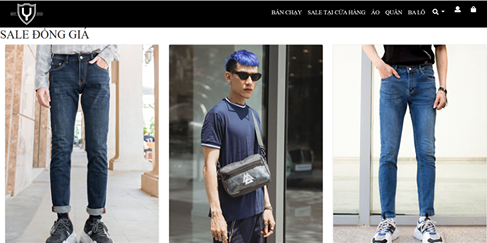 BÁN CHẠY SALE TẠI CỬA HÀNG ÁO QUẦN BA LÔ
SALE ĐỒNG GIÁ